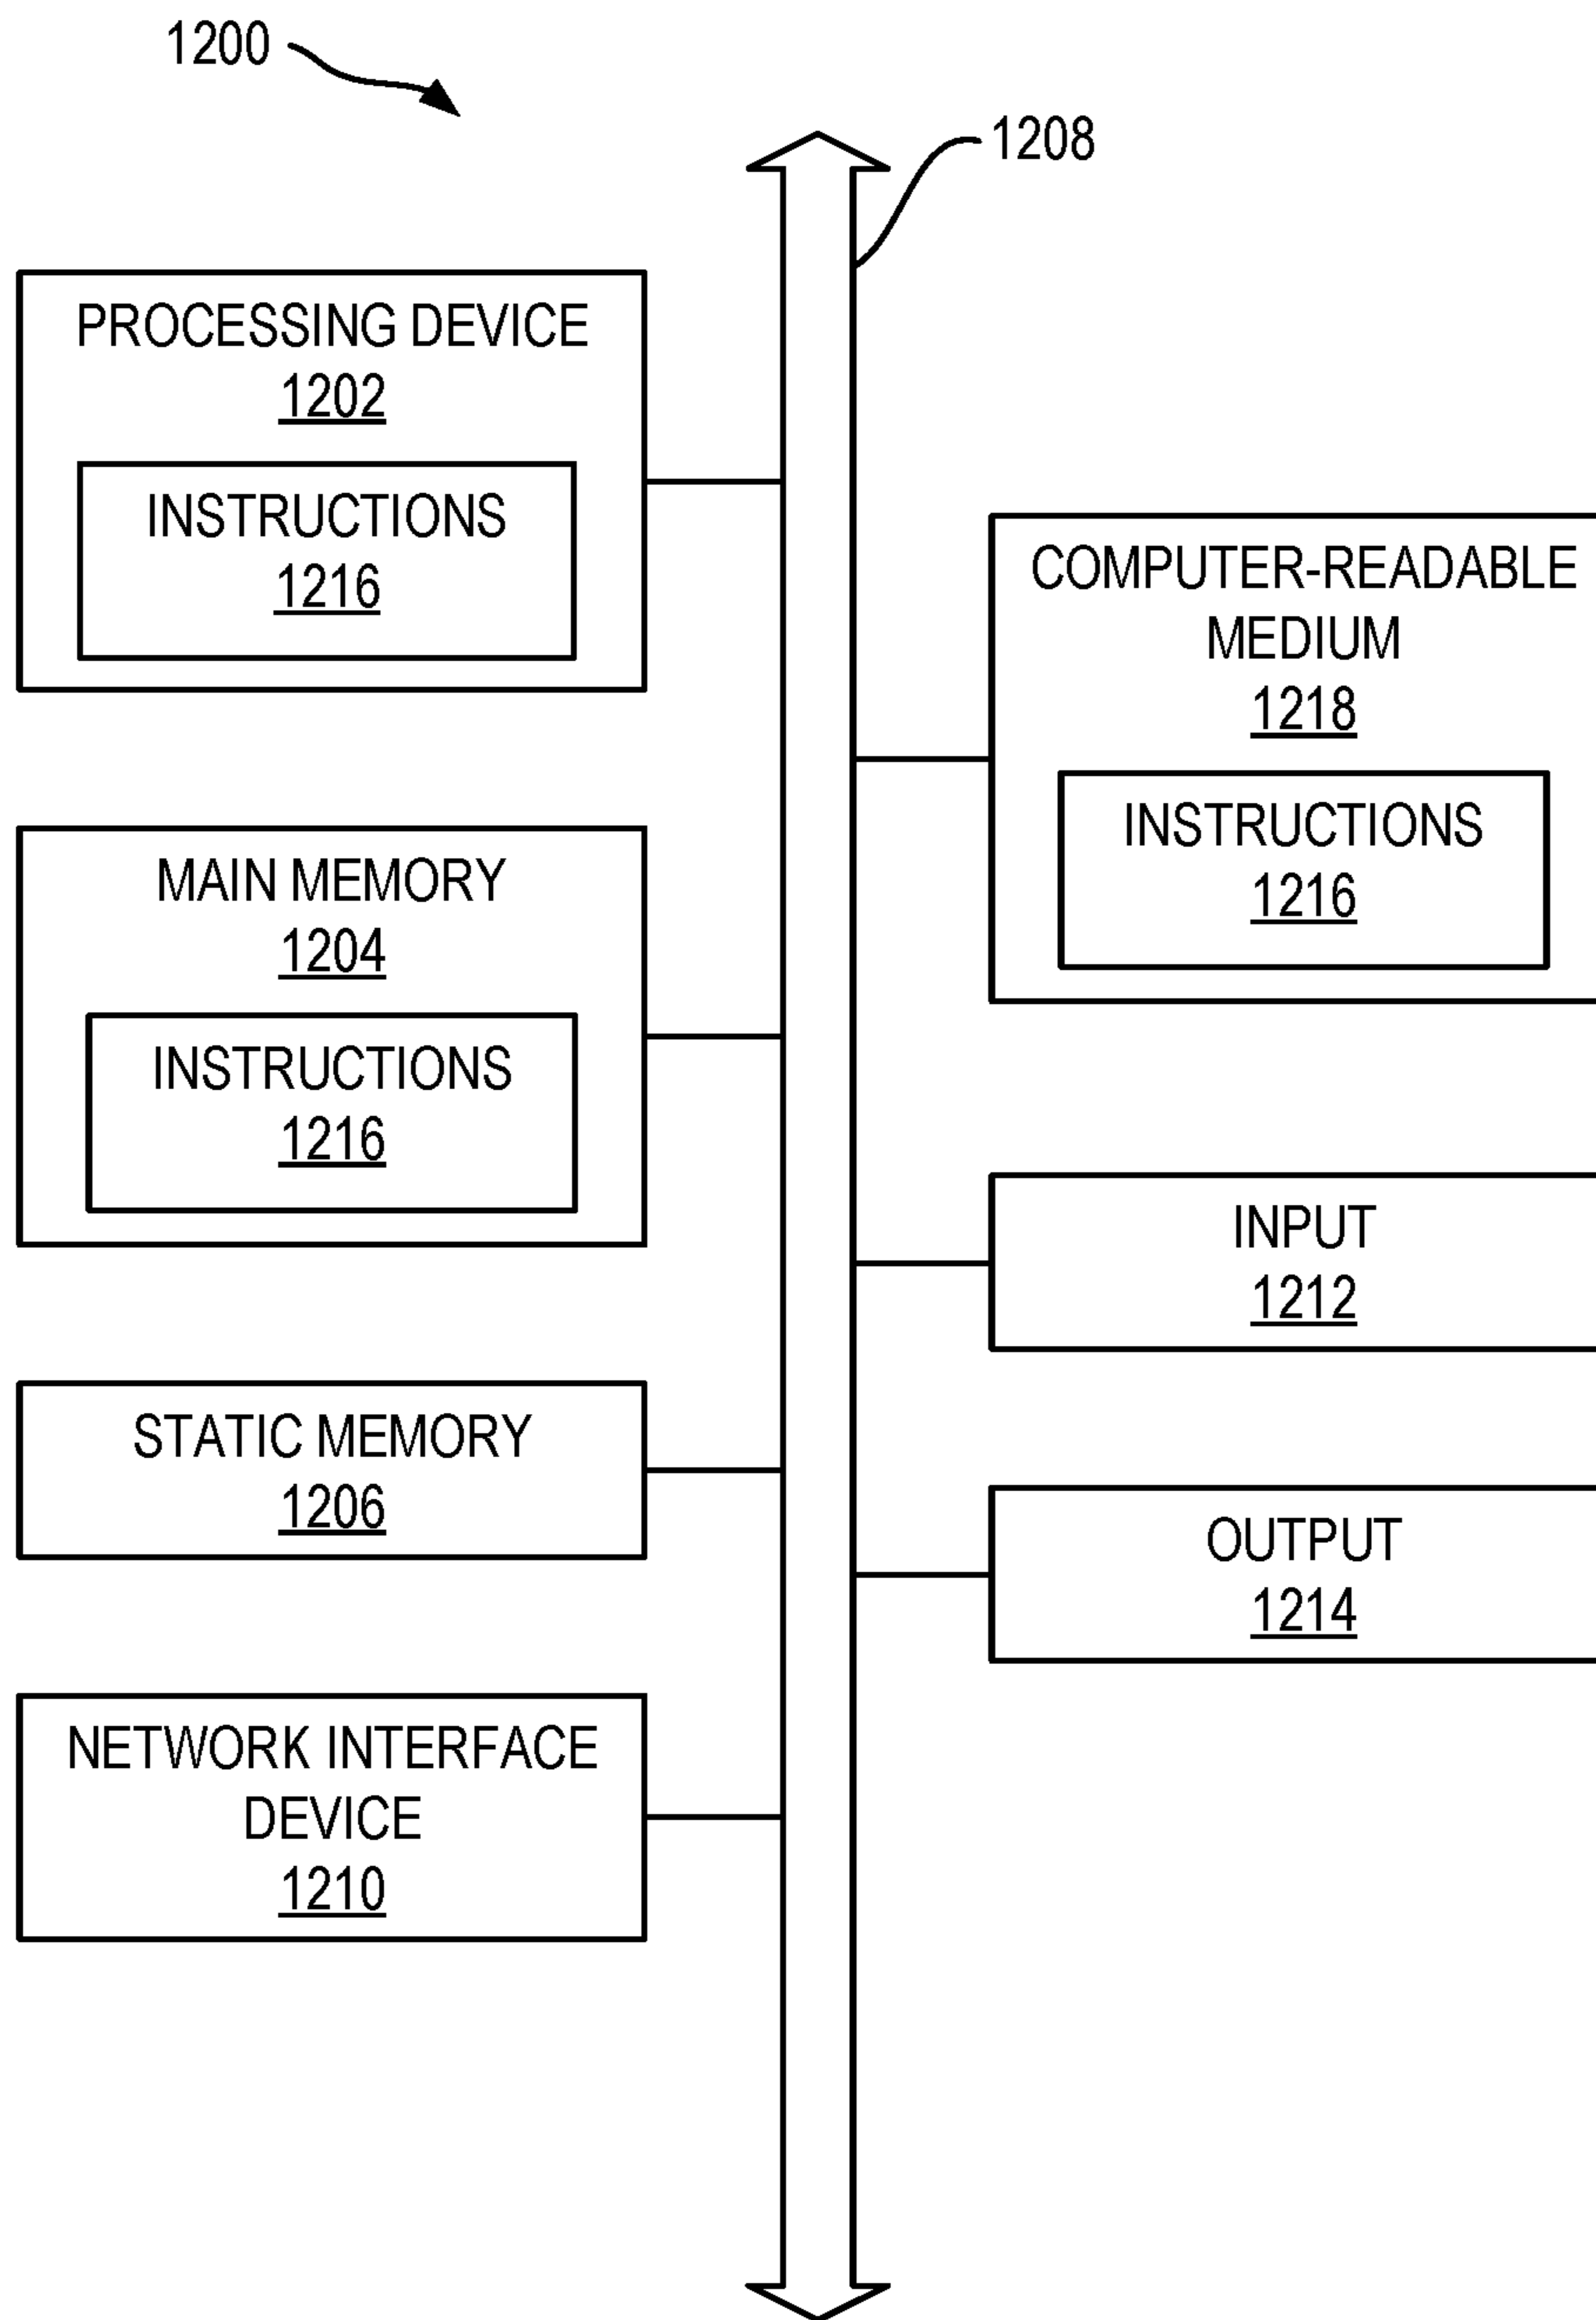 1200
1208
PROCESSING DEVICE
1202
INSTRUCTIONS
1216
MAIN MEMORY
1204
INSTRUCTIONS
1216
STATIC MEMORY
1206
NETWORK INTERFACE
DEVICE
1210
COMPUTER-READABLE
MEDIUM
1218
INSTRUCTIONS
1216
INPUT
1212
OUTPUT
1214